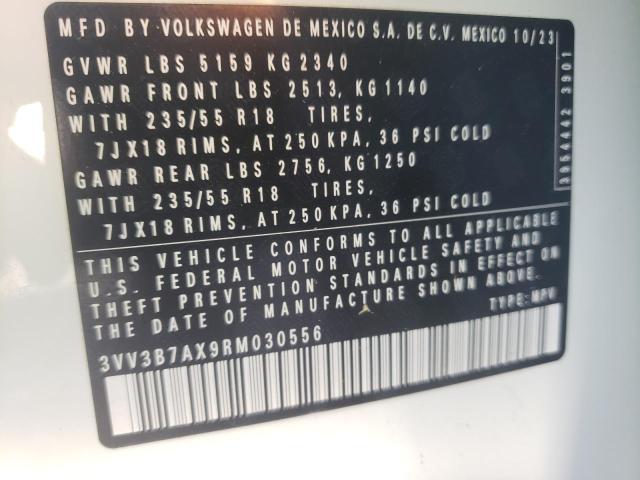 MFD BY VOLKSWAGEN DE MEXICO S.A. DE C.V. MEXICO 10/23
GVWR LBS 5159 KG 2340
GAWR FRONT LBS 2513, KG 1140
WITH 235/55 R18 TIRES,
7JX18 RIMS, AT 250 KPA, 36 PSI COLD
GAWR REAR LBS 2756, KG 1250
WITH 235/55 R18 TIRES,
7JX18 RIMS, AT 250 KPA, 36 PSI COLD
THIS VEHICLE CONFORMS TO ALL APPLICABLE
U.S. FEDERAL MOTOR VEHICLE SAFETY AND
THEFT PREVENTION STANDARDS IN EFFECT ON
THE DATE OF MANUFACTURE SHOWN ABOVE.
TYPE: MPV
3VV3B7AX9RM030556
3954442 3901